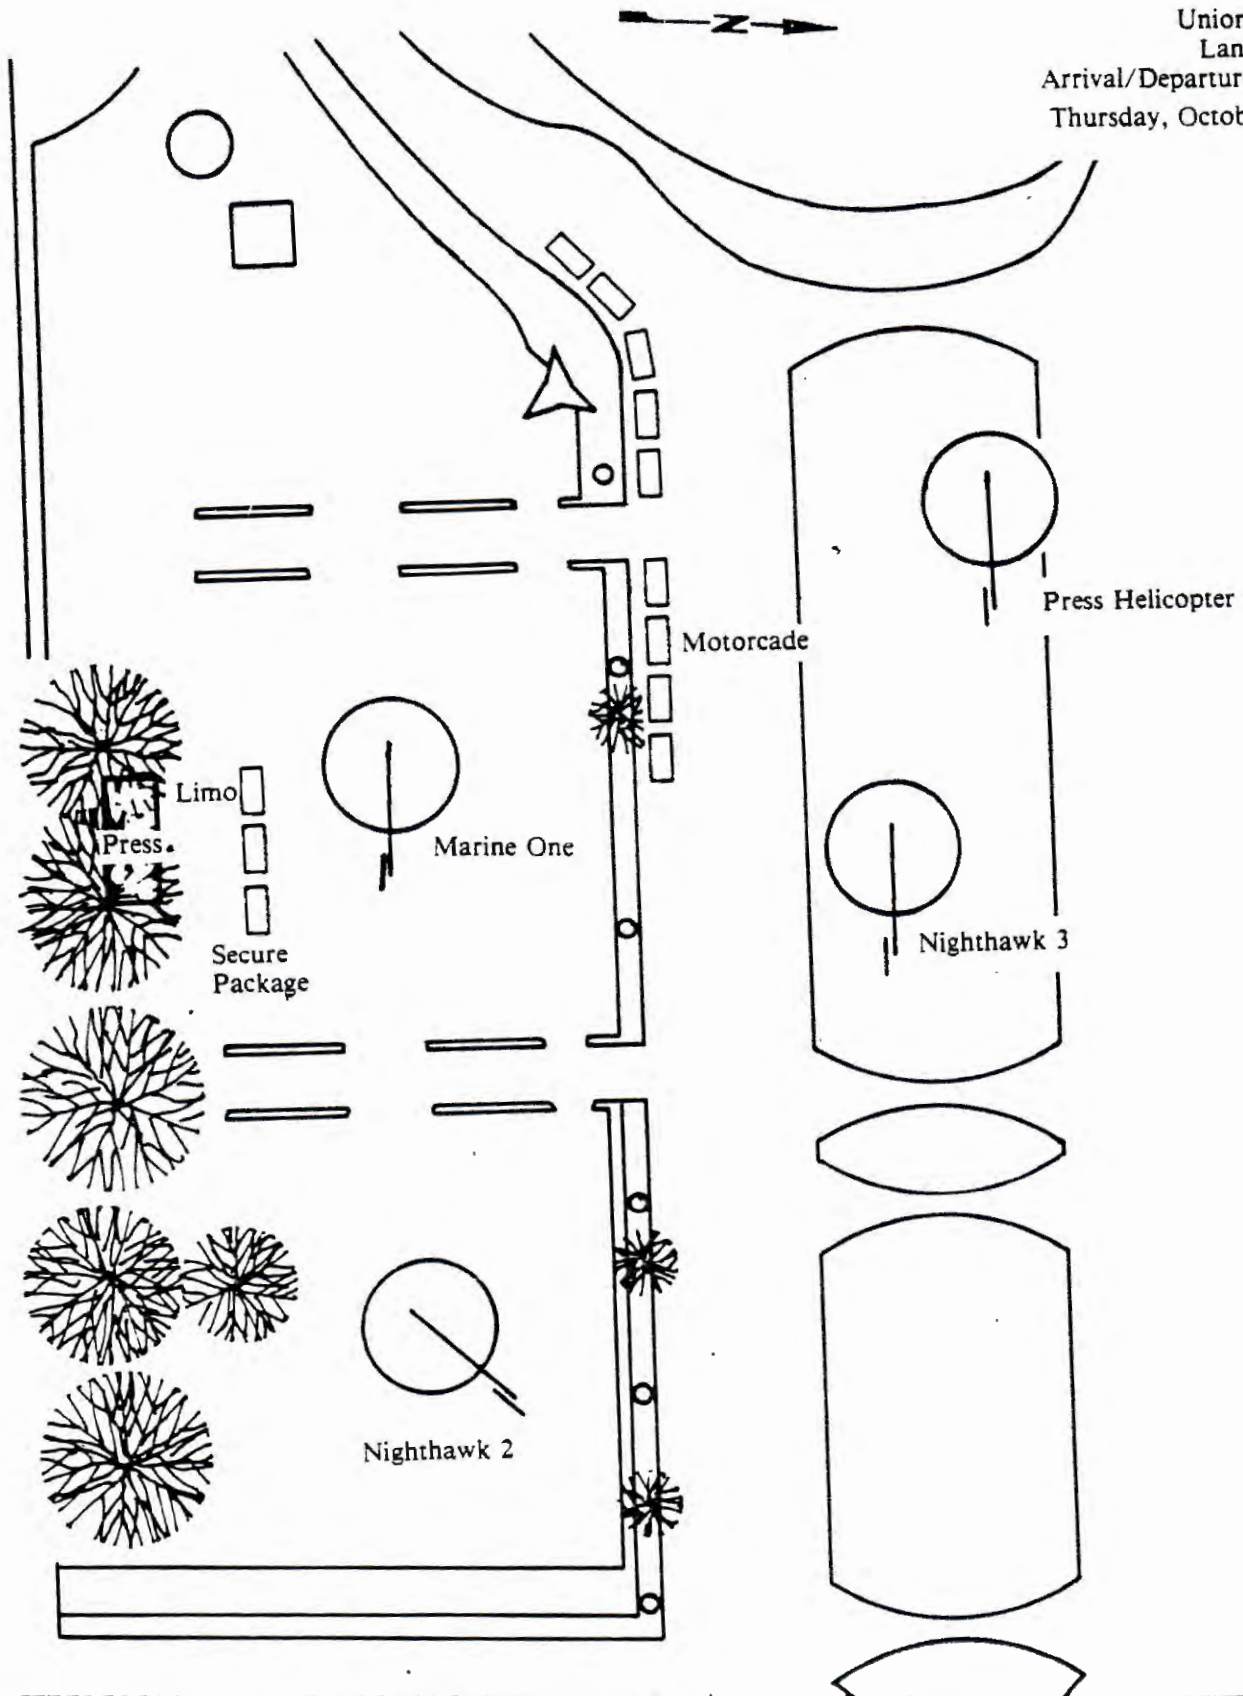 N
Union
Lan
Arrival/Departur
Thursday, Octob
Press Helicopter
Motorcade
Limo
Press
Marine One
Nighthawk 3
Secure
Package
Nighthawk 2